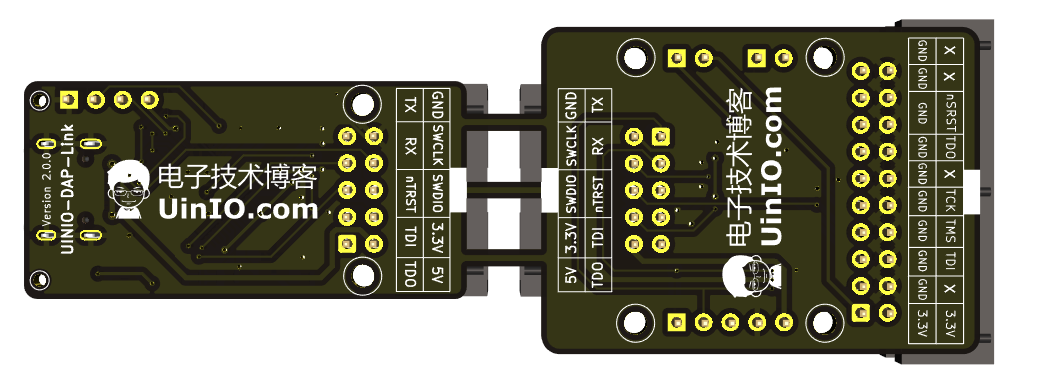 Version 2.0.0
UINIO-DAP-Link
电子技术博客
UinIO.com
TX GND
RX SWCLK
nTRST SWDIO
TDI 3.3V
TDO 5V
GND TX
SWCLK RX
SWDIO nTRST
3.3V TDI
5V TDO
电子技术博客
UinIO.com
GND X
GND X
GND nSRST
GND TDO
GND X
GND TCK
GND TMS
GND TDI
GND X
3.3V 3.3V